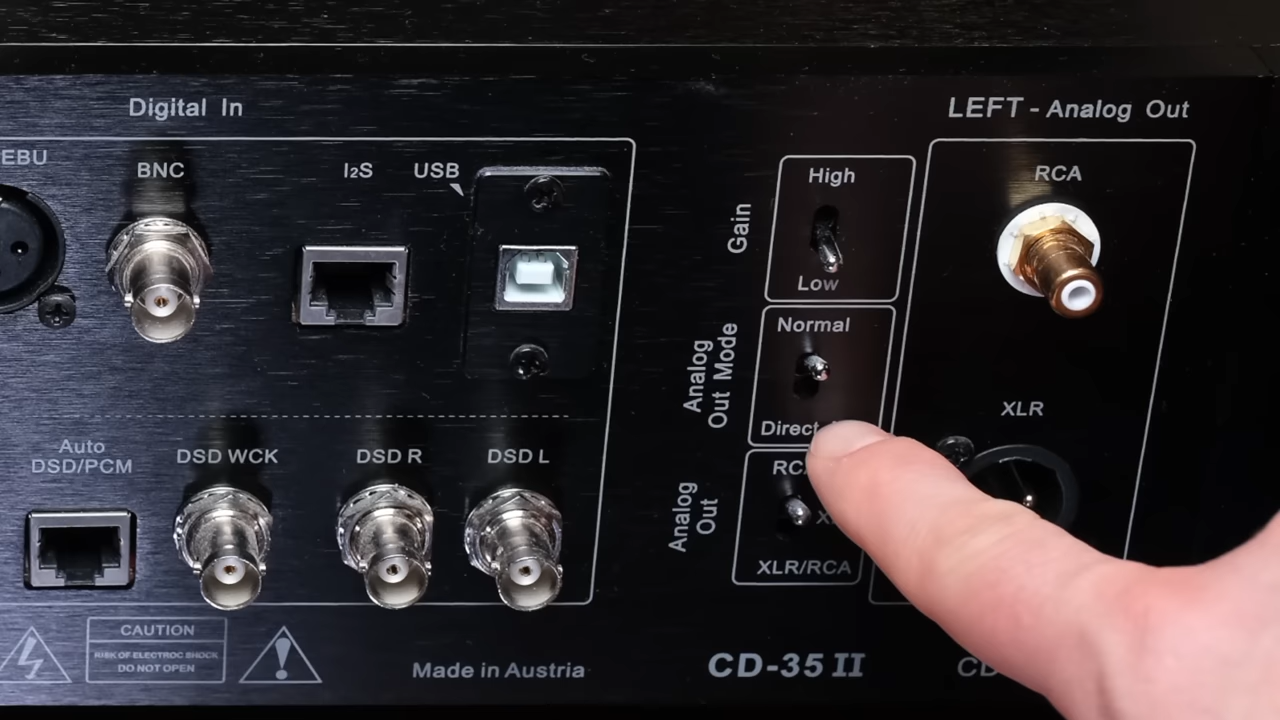 Digital In
LEFT - Analog Out
EBU
BNC
I²S
USB
High
Gain
Low
RCA
Normal
Analog
Out Mode
Direct
XLR
Auto
DSD/PCM
DSD WCK
DSD R
DSD L
Analog
Out
XLR/RCA
CAUTION
RISK OF ELECTROC SHOCK
DO NOT OPEN
Made in Austria
CD-35 II